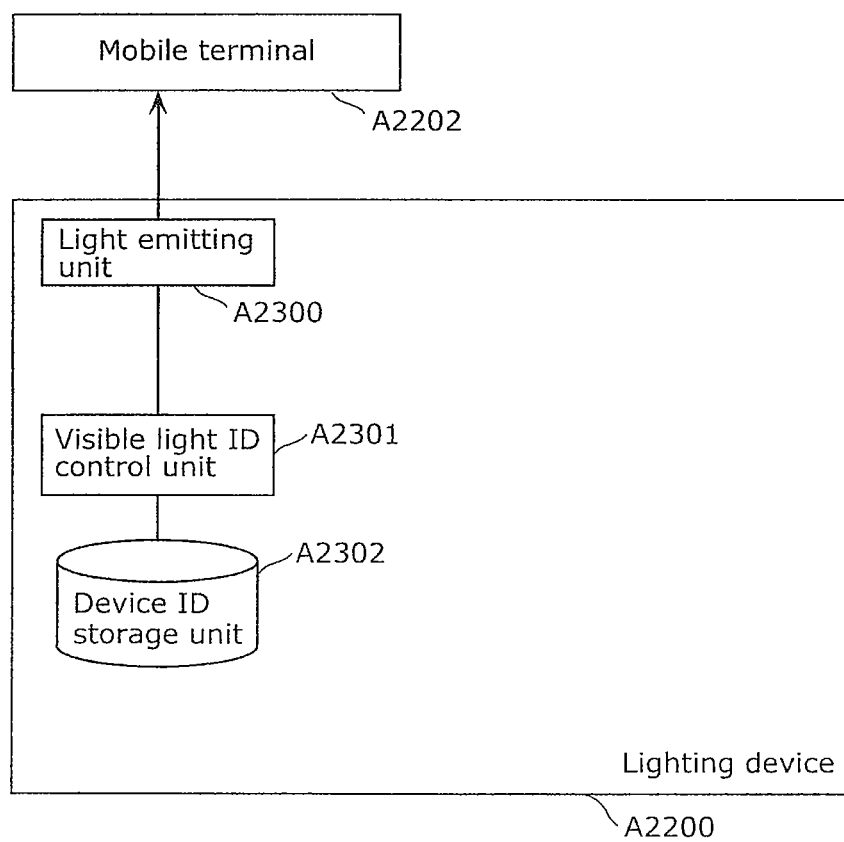 Mobile terminal
A2202
Light emitting
unit
A2300
Visible light ID
control unit
A2301
A2302
Device ID
storage unit
Lighting device
A2200